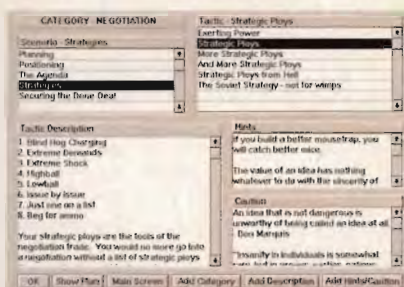 CATEGORY - NEGOTIATION
Scenario - Strategies
Planning
Positioning
The Agenda
Strategies
Securing the Done Deal
Tactic - Strategic Ploys
Exerting Power
Strategic Ploys
More Strategic Ploys
And More Strategic Ploys
Strategic Ploys from Hell
The Soviet Strategy - not for wimps
Tactic Description
1. Blind Hog Charging
2. Extreme Demands
3. Extreme Shock
4. Highball
5. Lowball
6. Issue by Issue
7. Just one on a list
8. Beg for ammo
Your strategic ploys are the tools of the
negotiation trade. You would no more go into
a negotiation without a list of strategic ploys
Hints
If you build a better mousetrap, you
will catch better mice.
The value of an idea has nothing
whatever to do with the sincerity of
Caution
An idea that is not dangerous is
unworthy of being called an idea at all.
Don Marquis
"Insanity in individuals is somewhat
rare, but in groups, parties, nations
OK
Show Plan
Main Screen
Add Category
Add Description
Add Hints/Caution